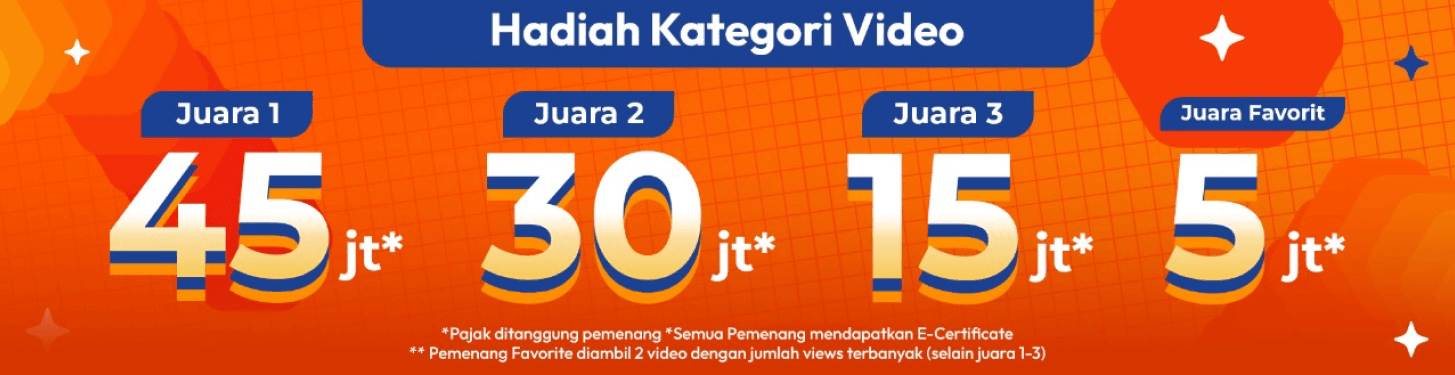 Hadiah Kategori Video
Juara 1
45 jt*
Juara 2
30 jt*
Juara 3
15 jt*
Juara Favorit
5 jt*
*Pajak ditanggung pemenang *Semua Pemenang mendapatkan E-Certificate
** Pemenang Favorite diambil 2 video dengan jumlah views terbanyak (selain juara 1-3)